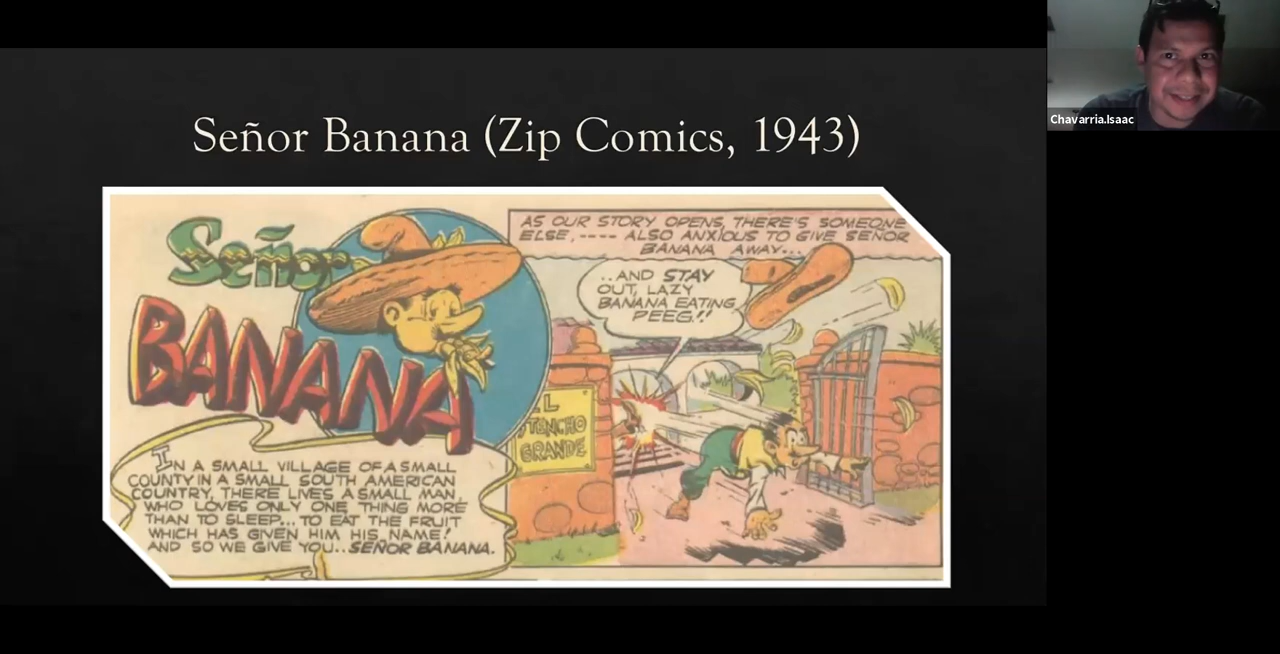 Chavarria.Isaac
Señor Banana (Zip Comics, 1943)
Señor
BANANA
IN A SMALL VILLAGE OF A SMALL
COUNTY IN A SMALL SOUTH AMERICAN
COUNTRY, THERE LIVES A SMALL MAN,
WHO LOVES ONLY ONE THING MORE
THAN TO SLEEP... TO EAT THE FRUIT
WHICH HAS GIVEN HIM HIS NAME!
AND SO WE GIVE YOU.. SEÑOR BANANA.
AS OUR STORY OPENS, THERE'S SOMEONE
ELSE,---- ALSO ANXIOUS TO GIVE SEÑOR
BANANA AWAY...
..AND STAY
OUT, LAZY
BANANA EATING
PEEG!!
EL
STENCHO
GRANDE